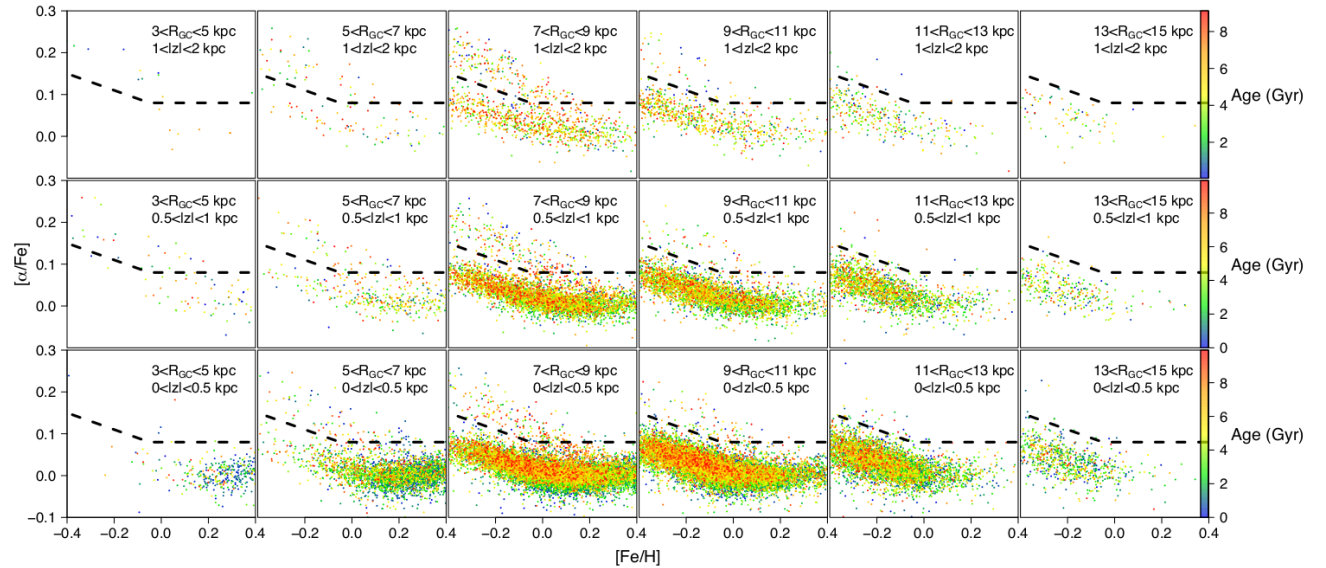 0.3
3<R_GC<5 kpc
1<|z|<2 kpc
5<R_GC<7 kpc
1<|z|<2 kpc
7<R_GC<9 kpc
1<|z|<2 kpc
9<R_GC<11 kpc
1<|z|<2 kpc
11<R_GC<13 kpc
1<|z|<2 kpc
13<R_GC<15 kpc
1<|z|<2 kpc
0.2
0.1
0.0
8
6
4
2
Age (Gyr)
0.3
3<R_GC<5 kpc
0.5<|z|<1 kpc
5<R_GC<7 kpc
0.5<|z|<1 kpc
7<R_GC<9 kpc
0.5<|z|<1 kpc
9<R_GC<11 kpc
0.5<|z|<1 kpc
11<R_GC<13 kpc
0.5<|z|<1 kpc
13<R_GC<15 kpc
0.5<|z|<1 kpc
0.2
0.1
0.0
[α/Fe]
8
6
4
2
0
Age (Gyr)
0.3
3<R_GC<5 kpc
0<|z|<0.5 kpc
5<R_GC<7 kpc
0<|z|<0.5 kpc
7<R_GC<9 kpc
0<|z|<0.5 kpc
9<R_GC<11 kpc
0<|z|<0.5 kpc
11<R_GC<13 kpc
0<|z|<0.5 kpc
13<R_GC<15 kpc
0<|z|<0.5 kpc
0.2
0.1
0.0
−0.1
8
6
4
2
0
Age (Gyr)
−0.4 −0.2 0.0 0.2 0.4 −0.2 0.0 0.2 0.4 −0.2 0.0 0.2 0.4 −0.2 0.0 0.2 0.4 −0.2 0.0 0.2 0.4 −0.2 0.0 0.2 0.4
[Fe/H]